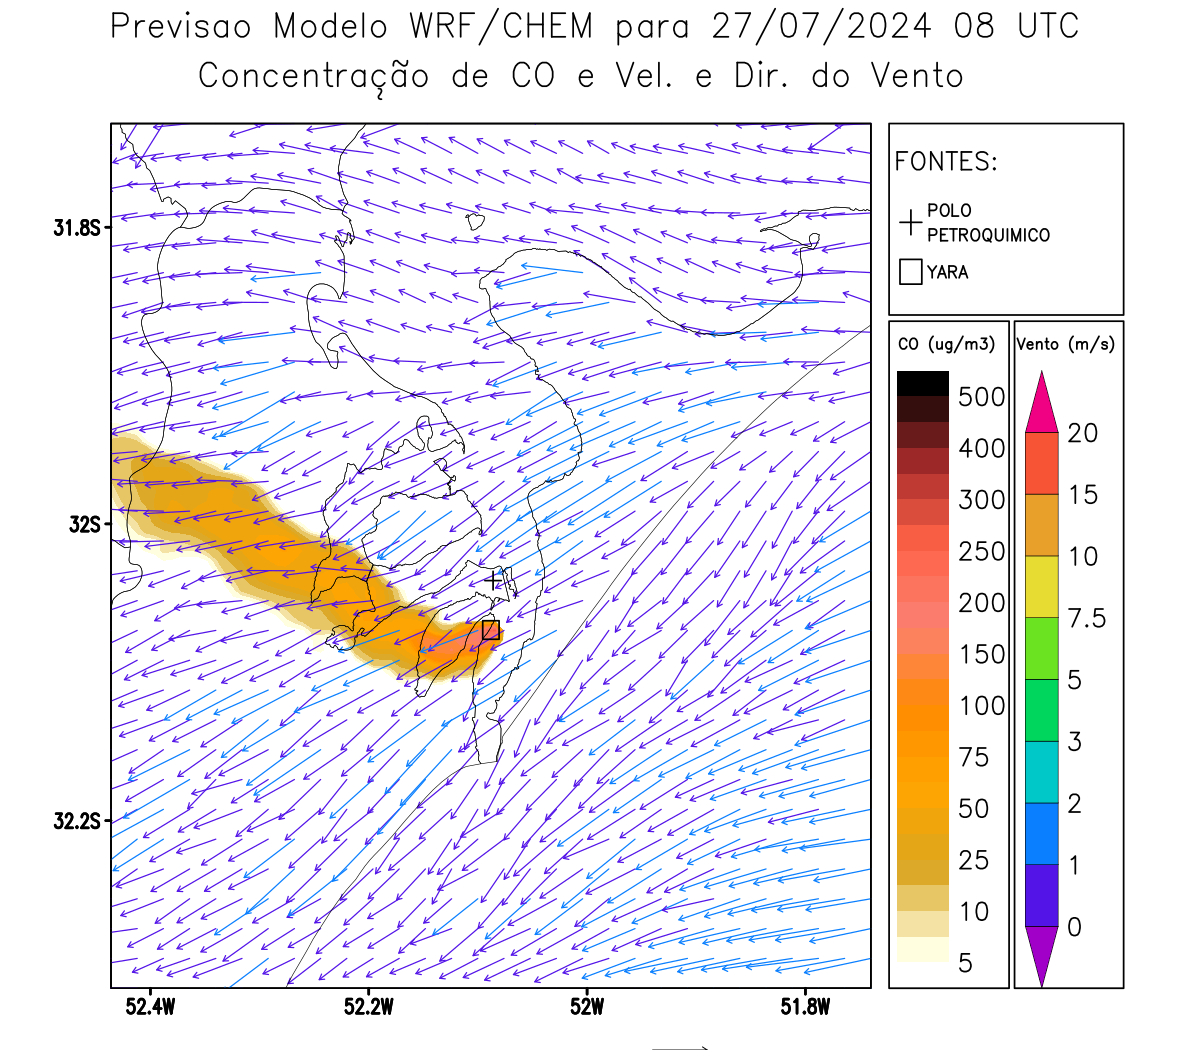 Previsao Modelo WRF/CHEM para 27/07/2024 08 UTC
Concentração de CO e Vel. e Dir. do Vento
FONTES:
POLO
PETROQUIMICO
YARA
31.8S
32S
32.2S
52.4W
52.2W
52W
51.8W
CO (ug/m3)
500
400
300
250
200
150
100
75
50
25
10
5
Vento (m/s)
20
15
10
7.5
5
3
2
1
0